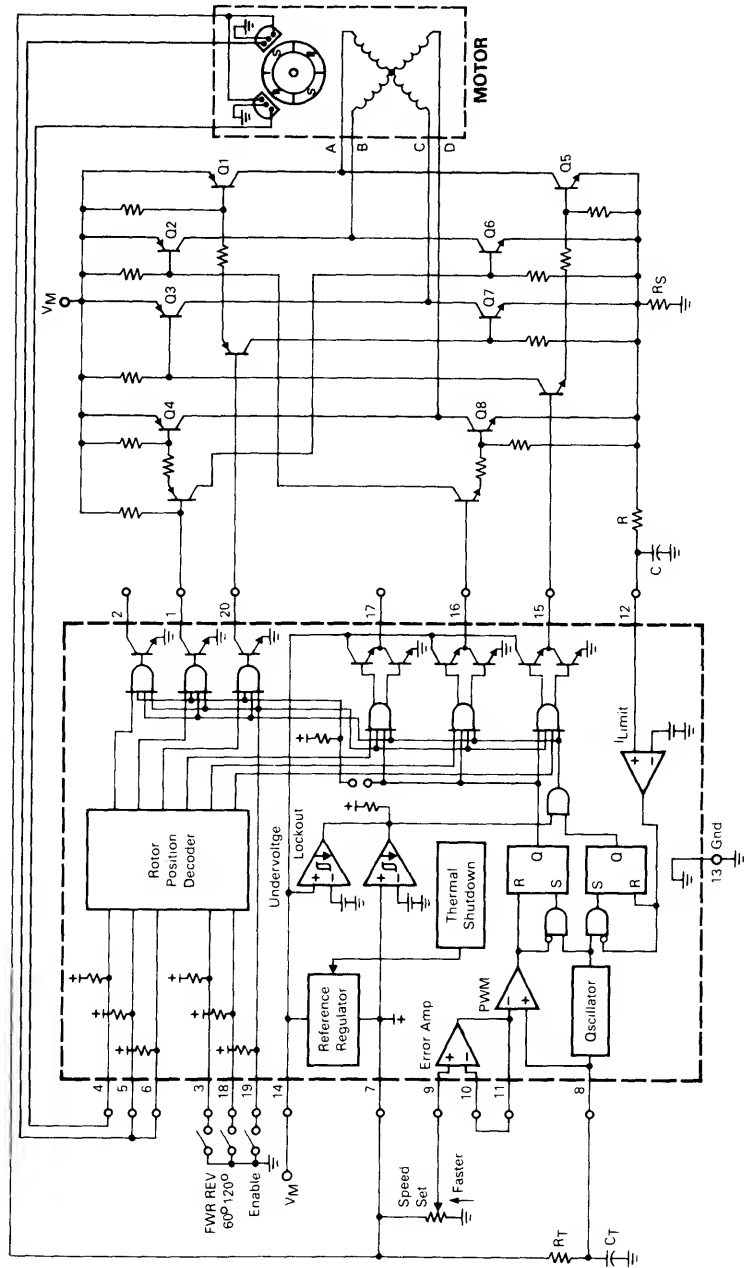 MOTOR
S
N
S
N
A
B
C
D
Q1
Q2
Q3
Q4
Q5
Q6
Q7
Q8
VM
RS
R
C
2
1
20
17
16
15
12
Rotor
Position
Decoder
Undervoltge
Lockout
Thermal
Shutdown
Reference
Regulator
Error Amp
PWM
Oscillator
ILimit
R
Q
S
S
Q
R
13 Gnd
4
5
6
3
18
19
14
7
9
10
11
8
FWR REV
60° 120°
Enable
VM
Speed
Set
Faster
RT
CT